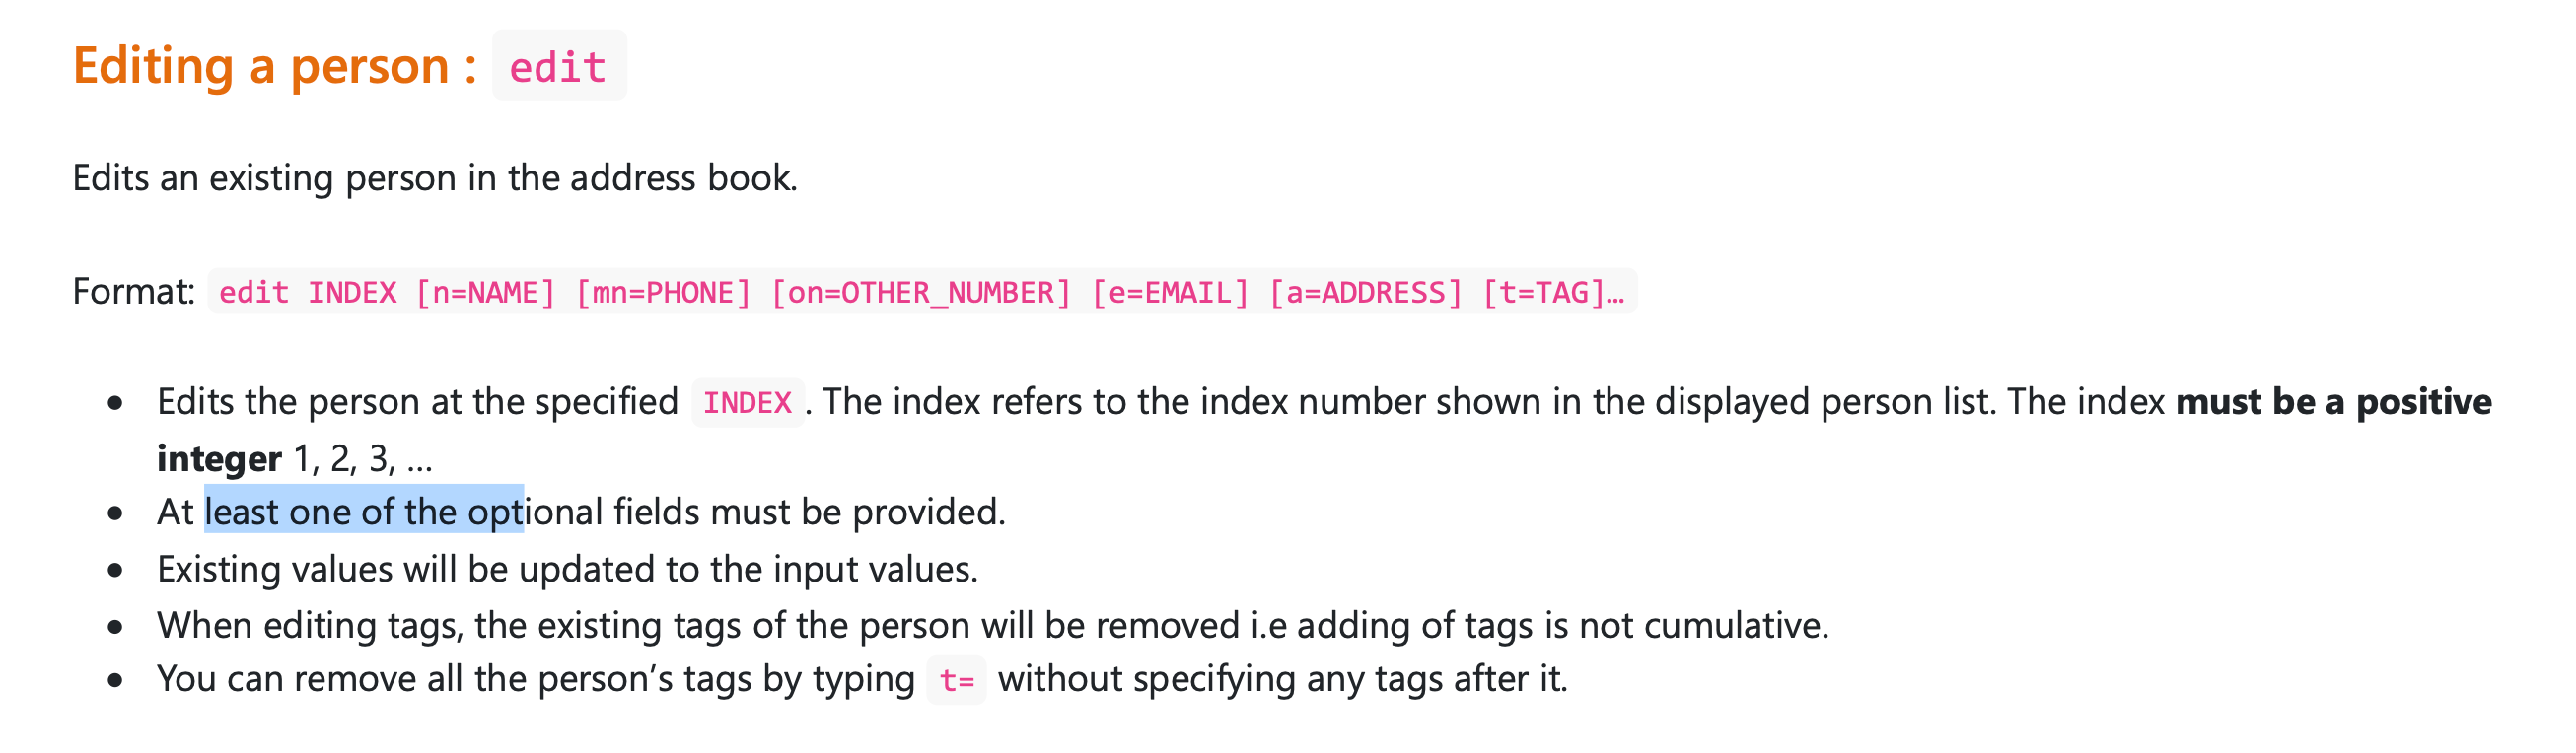 Editing a person : edit
Edits an existing person in the address book.
Format: edit INDEX [n=NAME] [mn=PHONE] [on=OTHER_NUMBER] [e=EMAIL] [a=ADDRESS] [t=TAG]…
• Edits the person at the specified INDEX . The index refers to the index number shown in the displayed person list. The index must be a positive
integer 1, 2, 3, …
• At least one of the optional fields must be provided.
• Existing values will be updated to the input values.
• When editing tags, the existing tags of the person will be removed i.e adding of tags is not cumulative.
• You can remove all the person’s tags by typing t= without specifying any tags after it.